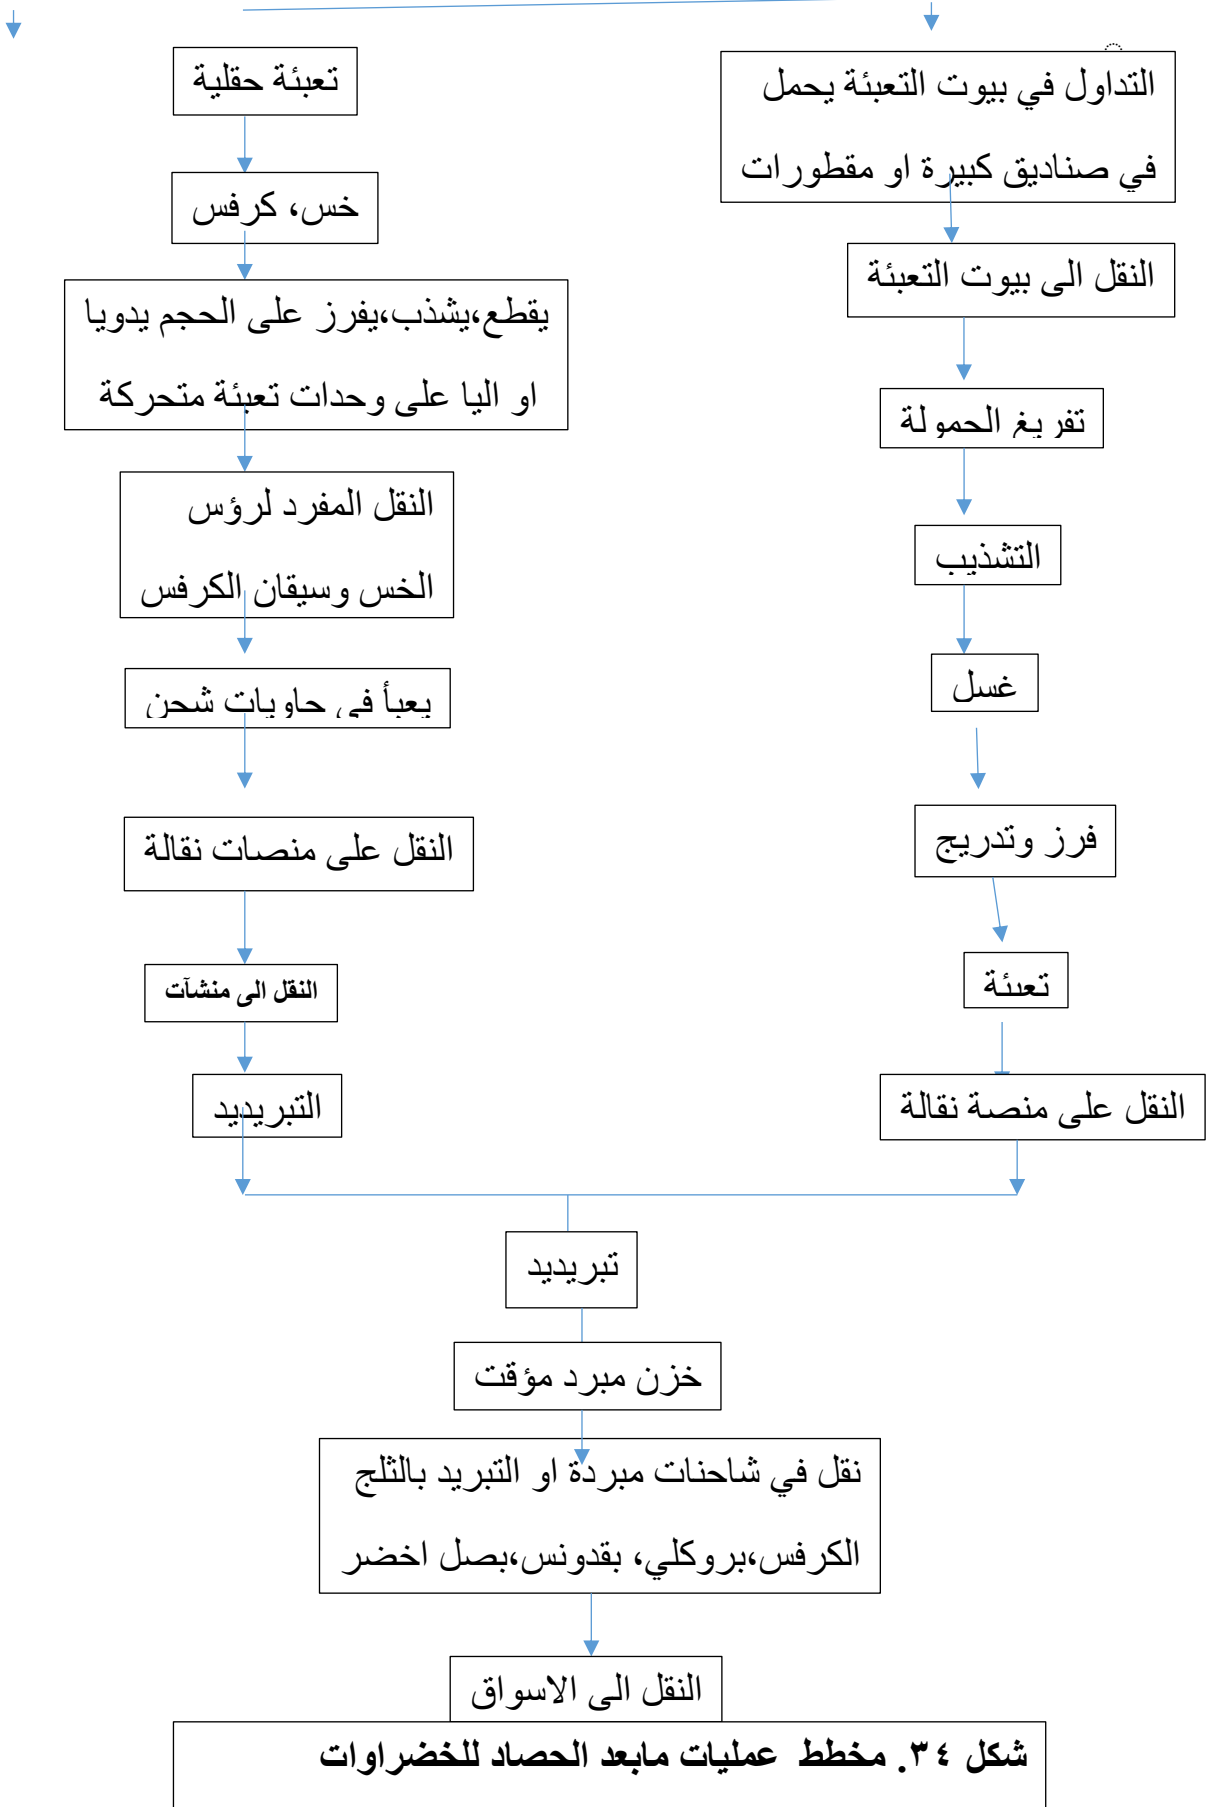 التداول في بيوت التعبئة يحمل
في صناديق كبيرة او مقطورات
النقل الى بيوت التعبئة
تفريغ الحمولة
التشذيب
غسل
فرز وتدريج
تعبئة
النقل على منصة نقالة
تعبئة حقلية
خس، كرفس
يقطع،يشذب،يفرز على الحجم يدويا
او اليا على وحدات تعبئة متحركة
النقل المفرد لرؤس
الخس وسيقان الكرفس
يعبأ في حاويات شحن
النقل على منصات نقالة
النقل الى منشآت
التبريديد
تبريديد
خزن مبرد مؤقت
نقل في شاحنات مبردة او التبريد بالثلج
الكرفس،بروكلي، بقدونس،بصل اخضر
النقل الى الاسواق
شكل ٣٤. مخطط عمليات مابعد الحصاد للخضراوات